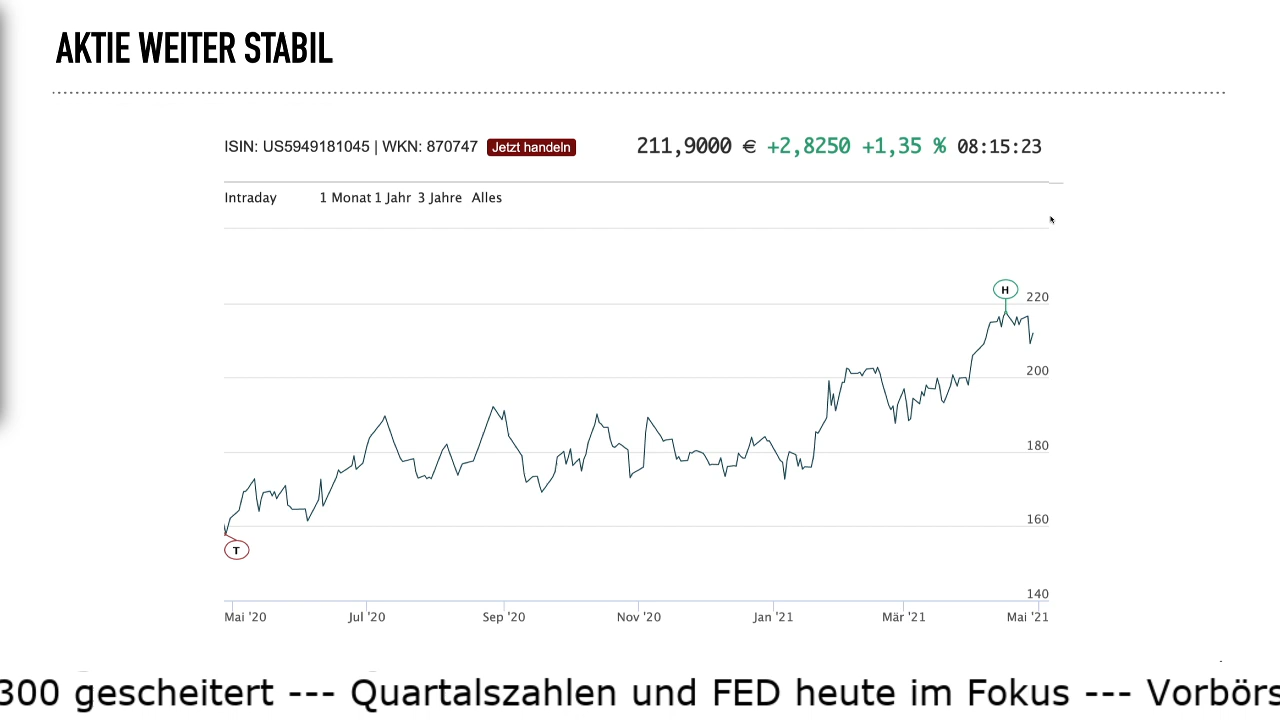 AKTIE WEITER STABIL
ISIN: US5949181045 | WKN: 870747 Jetzt handeln 211,9000 € +2,8250 +1,35 % 08:15:23
Intraday 1 Monat 1 Jahr 3 Jahre Alles
H
220
200
180
160
T
140
Mai '20 Jul '20 Sep '20 Nov '20 Jan '21 Mär '21 Mai '21
300 gescheitert --- Quartalszahlen und FED heute im Fokus --- Vorbörs